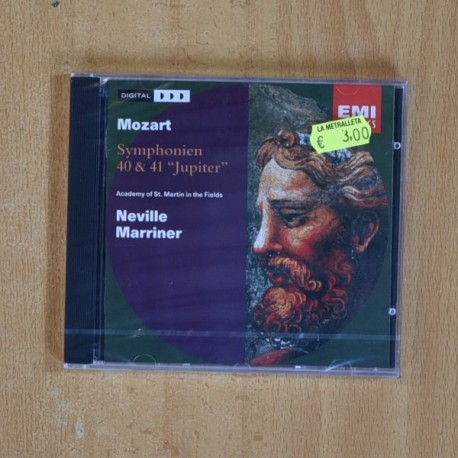 DIGITAL DDD
EMI
LA METRALLETA
€ 3,00
Mozart
Symphonien
40 & 41 "Jupiter"
Academy of St. Martin in the Fields
Neville
Marriner